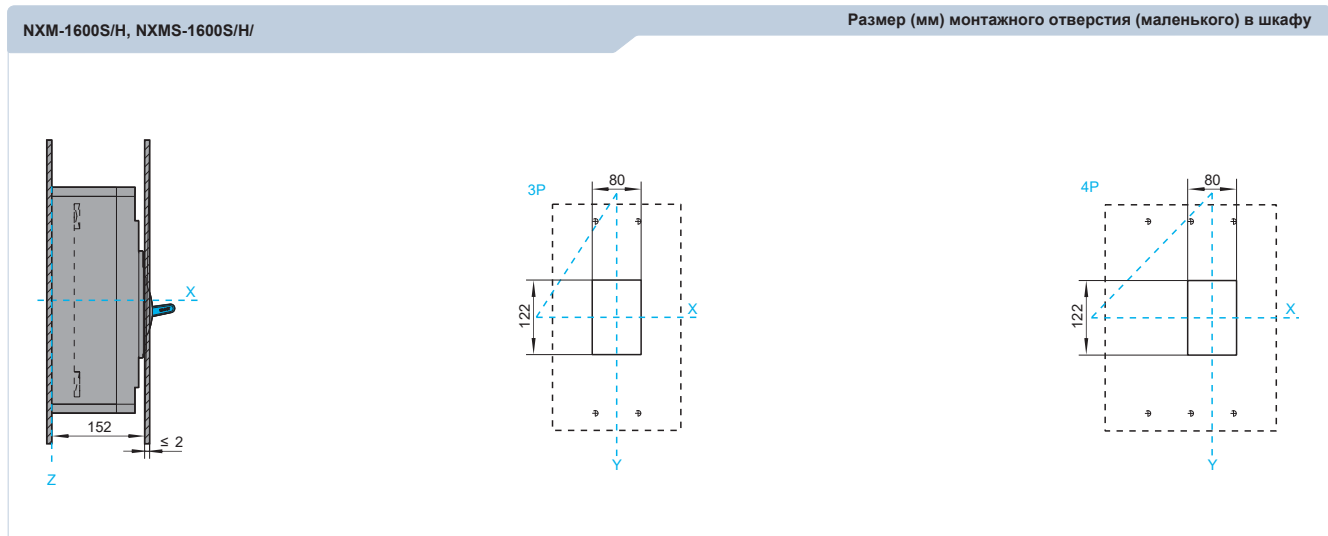 NXM-1600S/H, NXMS-1600S/H/
Размер (мм) монтажного отверстия (маленького) в шкафу
X
152
≤ 2
Z
3P
80
122
X
Y
4P
80
122
X
Y